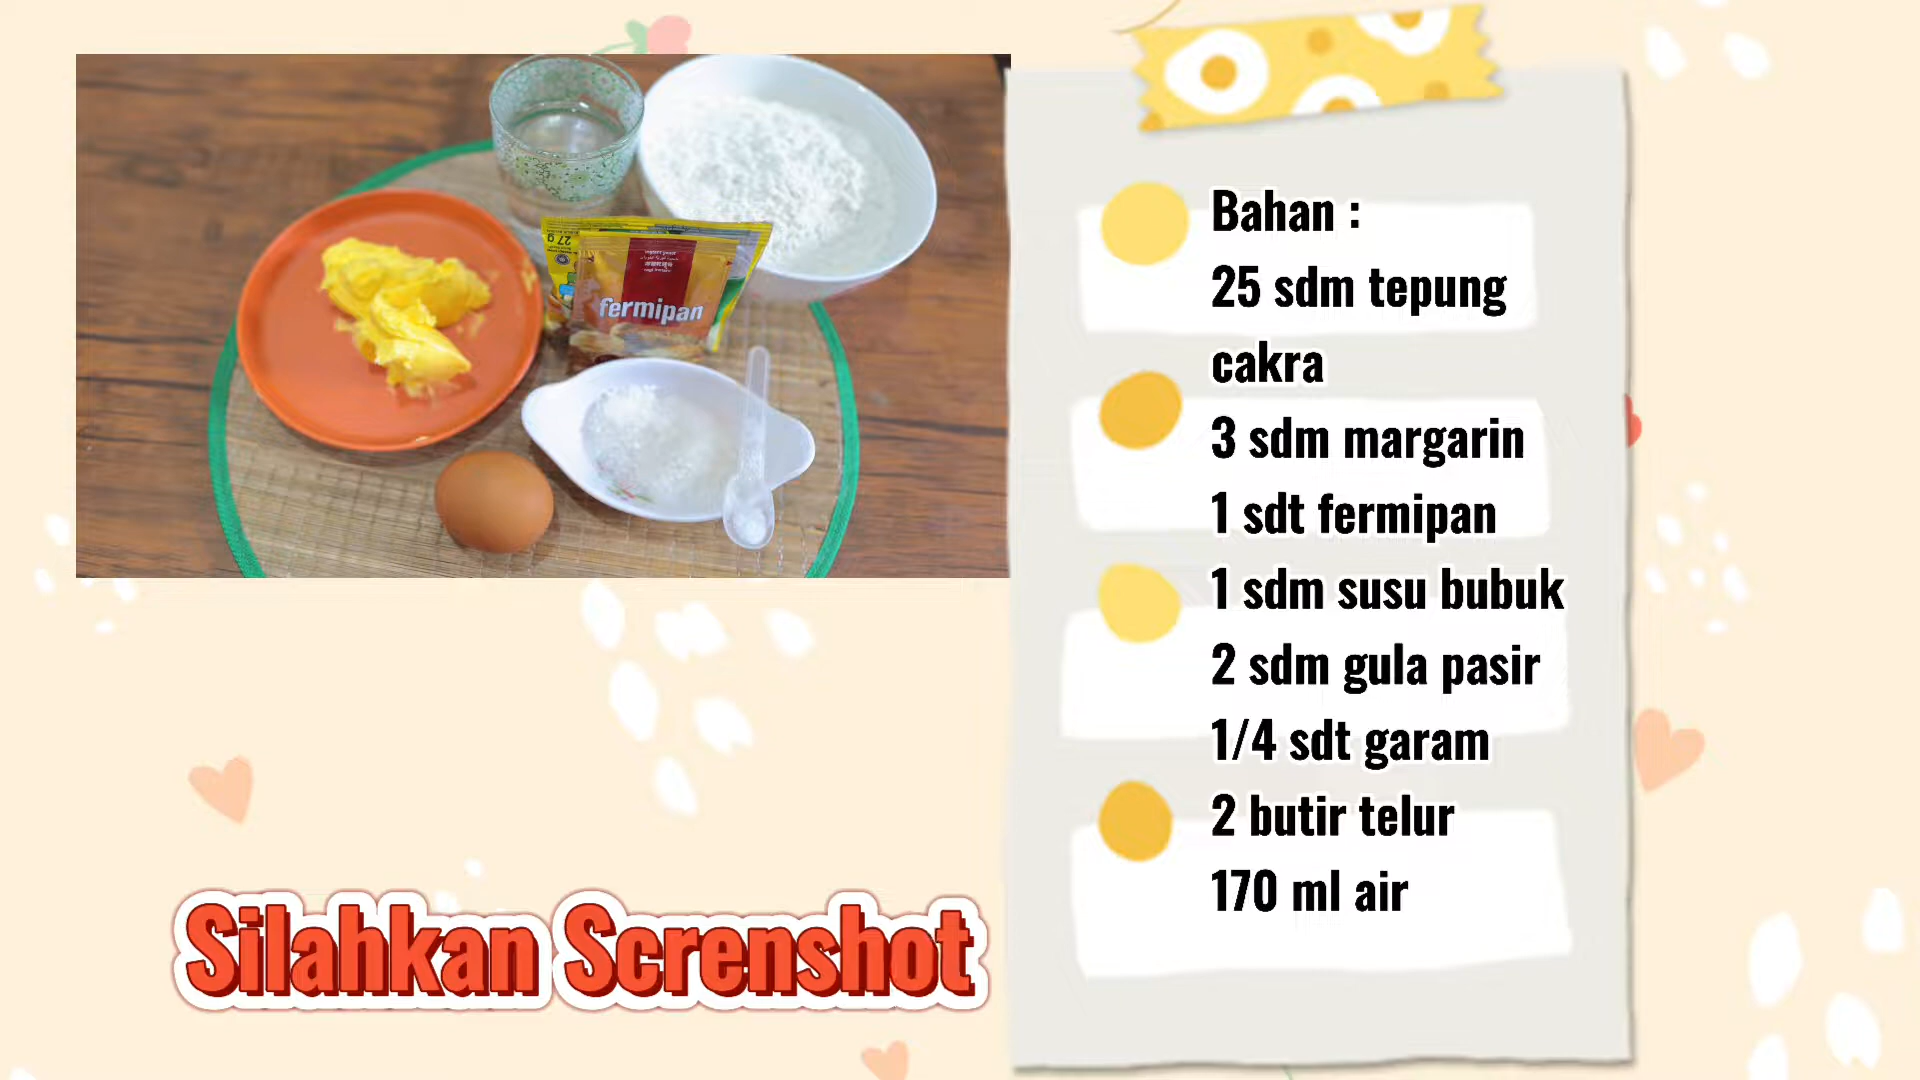 27 g
fermipan
Bahan :
25 sdm tepung
cakra
3 sdm margarin
1 sdt fermipan
1 sdm susu bubuk
2 sdm gula pasir
1/4 sdt garam
2 butir telur
170 ml air
Silahkan Screnshot